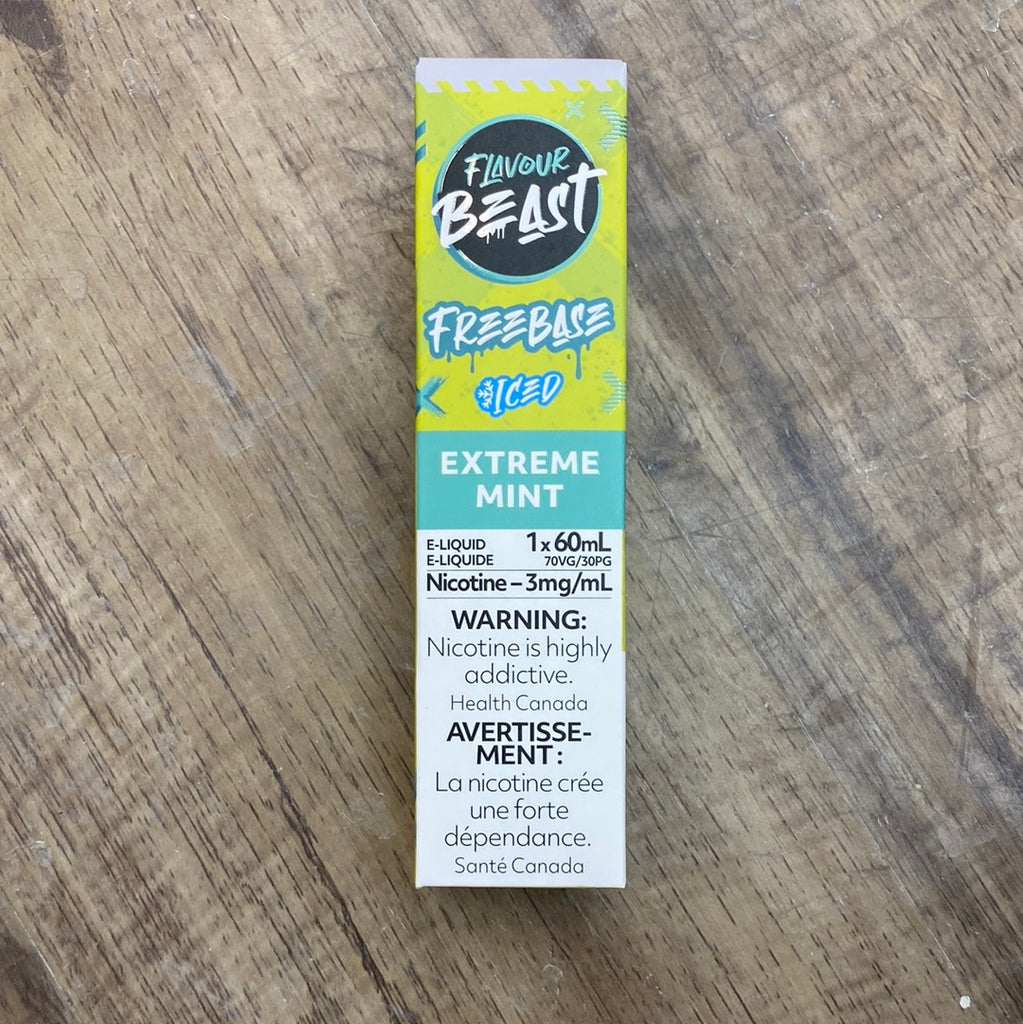 FLAVOUR
BEAST
FREEBASE
ICED
EXTREME
MINT
E-LIQUID 1 x 60mL
E-LIQUIDE 70VG/30PG
Nicotine – 3mg/mL
WARNING:
Nicotine is highly
addictive.
Health Canada
AVERTISSE-
MENT :
La nicotine crée
une forte
dépendance.
Santé Canada